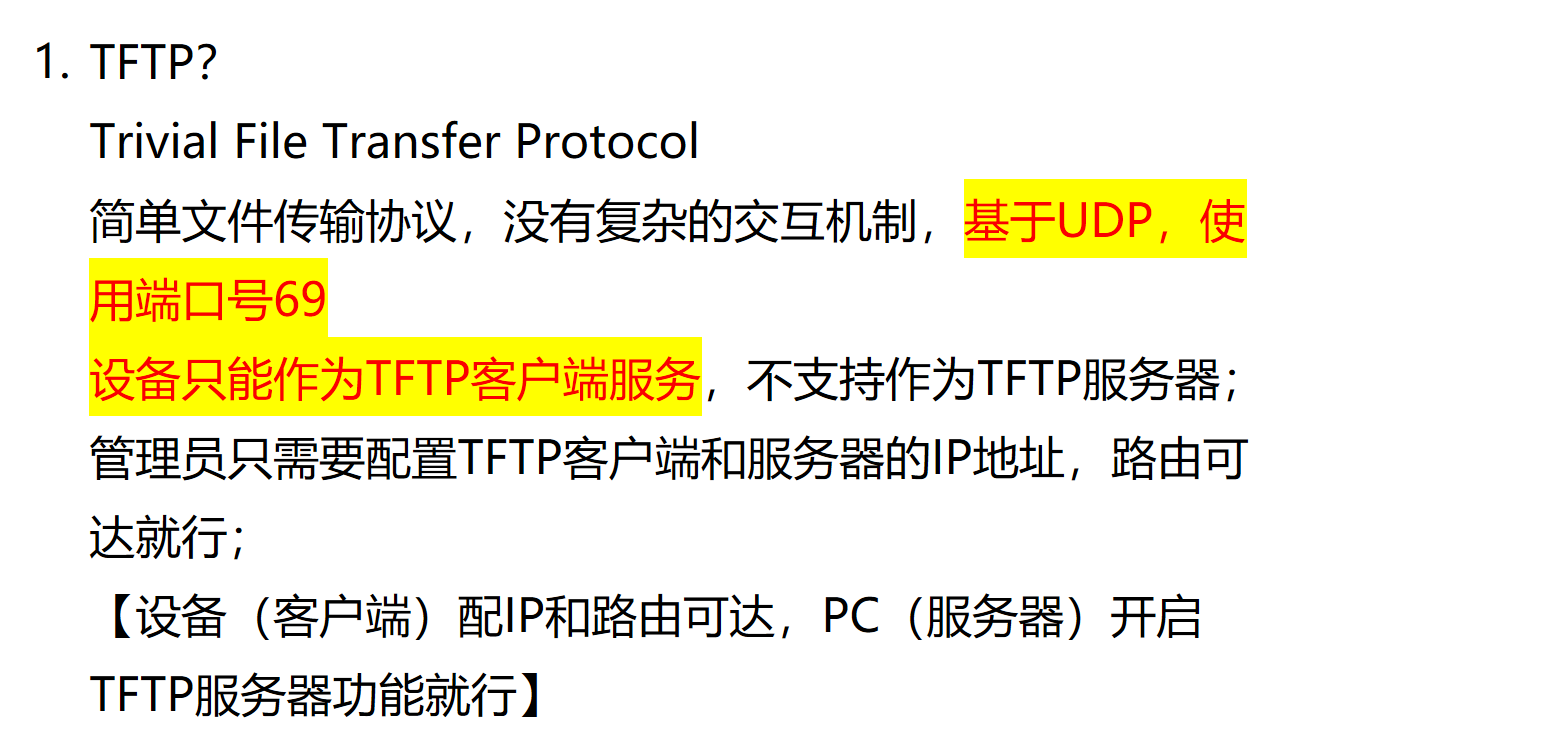 1. TFTP？
Trivial File Transfer Protocol
简单文件传输协议，没有复杂的交互机制，基于UDP，使
用端口号69
设备只能作为TFTP客户端服务，不支持作为TFTP服务器；
管理员只需要配置TFTP客户端和服务器的IP地址，路由可
达就行；
【设备（客户端）配IP和路由可达，PC（服务器）开启
TFTP服务器功能就行】